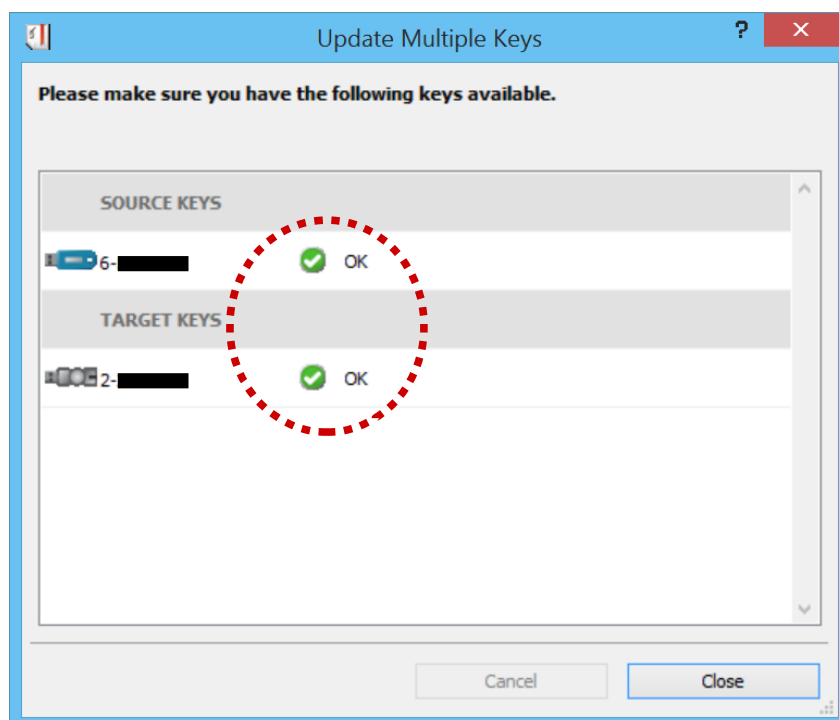 Update Multiple Keys ?
Please make sure you have the following keys available.
SOURCE KEYS
6- OK
TARGET KEYS
2- OK
Cancel Close